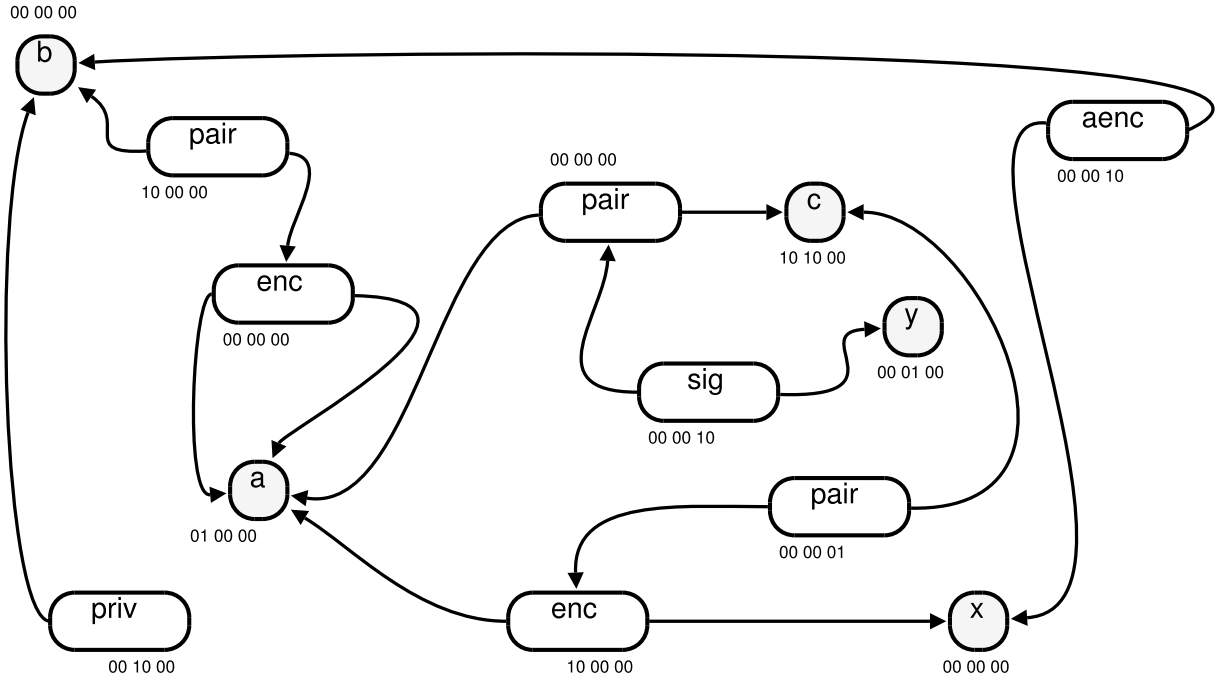 00 00 00
b
aenc
00 00 10
pair
10 00 00
00 00 00
pair
c
10 10 00
enc
00 00 00
y
00 01 00
sig
00 00 10
a
01 00 00
pair
00 00 01
priv
00 10 00
enc
10 00 00
x
00 00 00